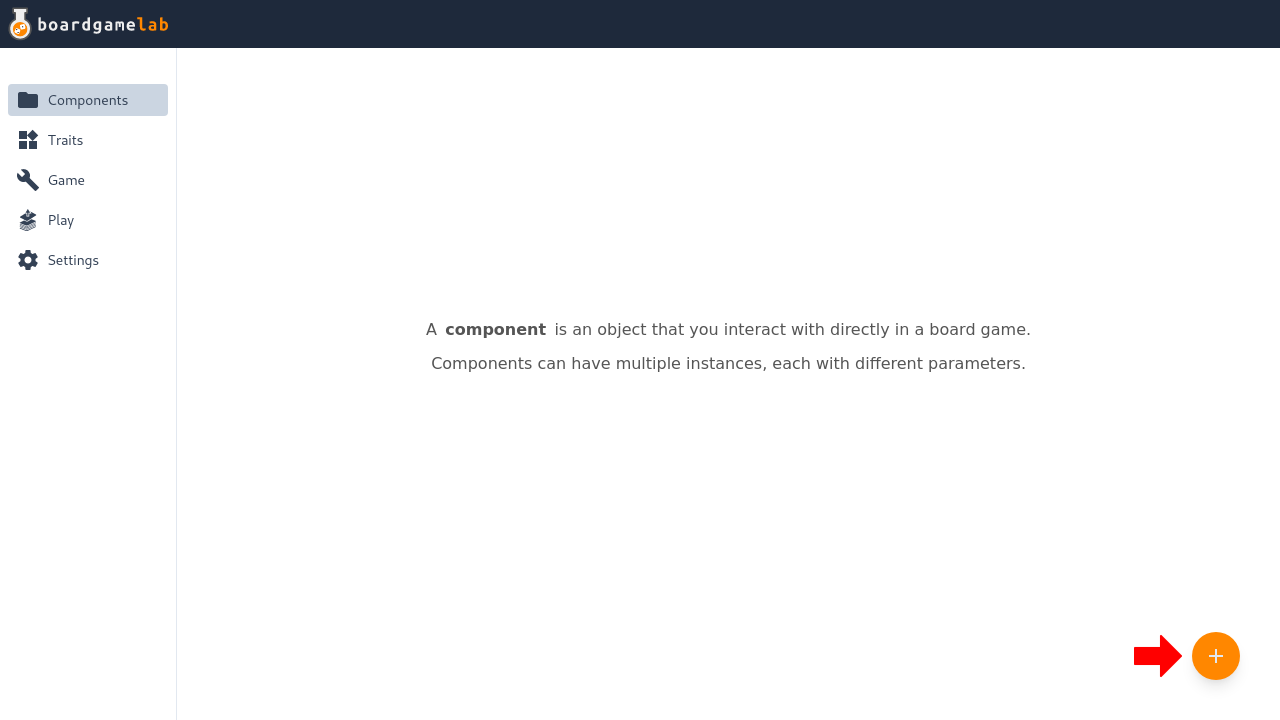 boardgamelab
Components
Traits
Game
Play
Settings
A component is an object that you interact with directly in a board game.
Components can have multiple instances, each with different parameters.